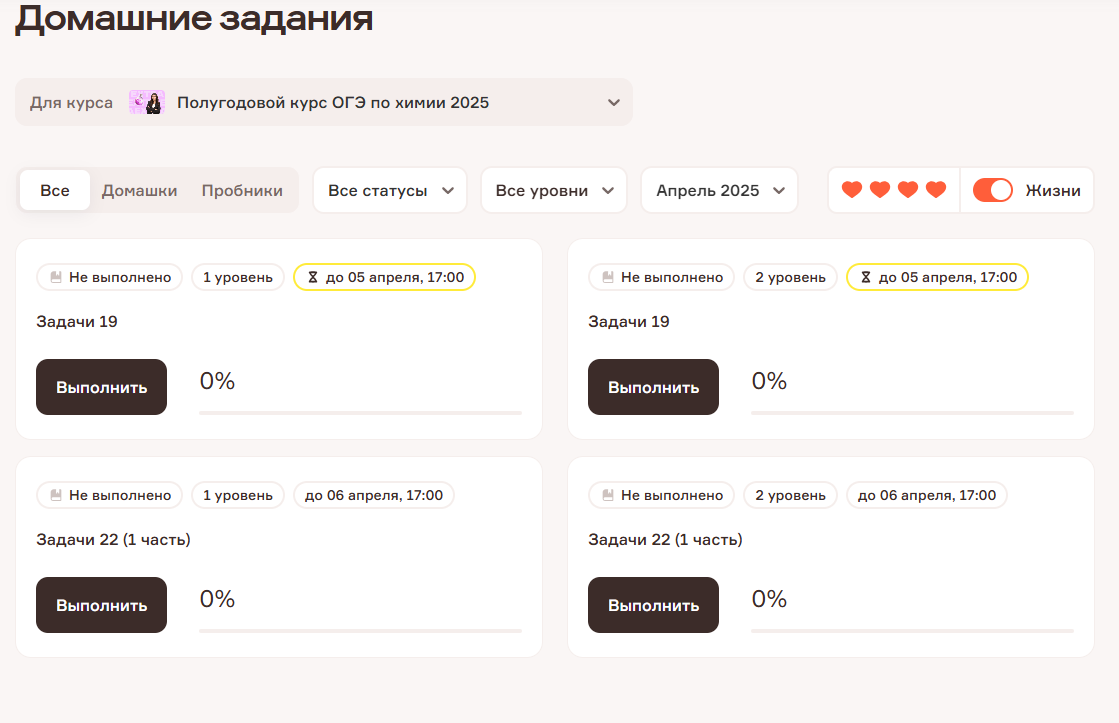 Домашние задания
Для курса Полугодовой курс ОГЭ по химии 2025
Все Домашки Пробники Все статусы Все уровни Апрель 2025 Жизни
Не выполнено 1 уровень до 05 апреля, 17:00
Задачи 19
Выполнить 0%
Не выполнено 2 уровень до 05 апреля, 17:00
Задачи 19
Выполнить 0%
Не выполнено 1 уровень до 06 апреля, 17:00
Задачи 22 (1 часть)
Выполнить 0%
Не выполнено 2 уровень до 06 апреля, 17:00
Задачи 22 (1 часть)
Выполнить 0%